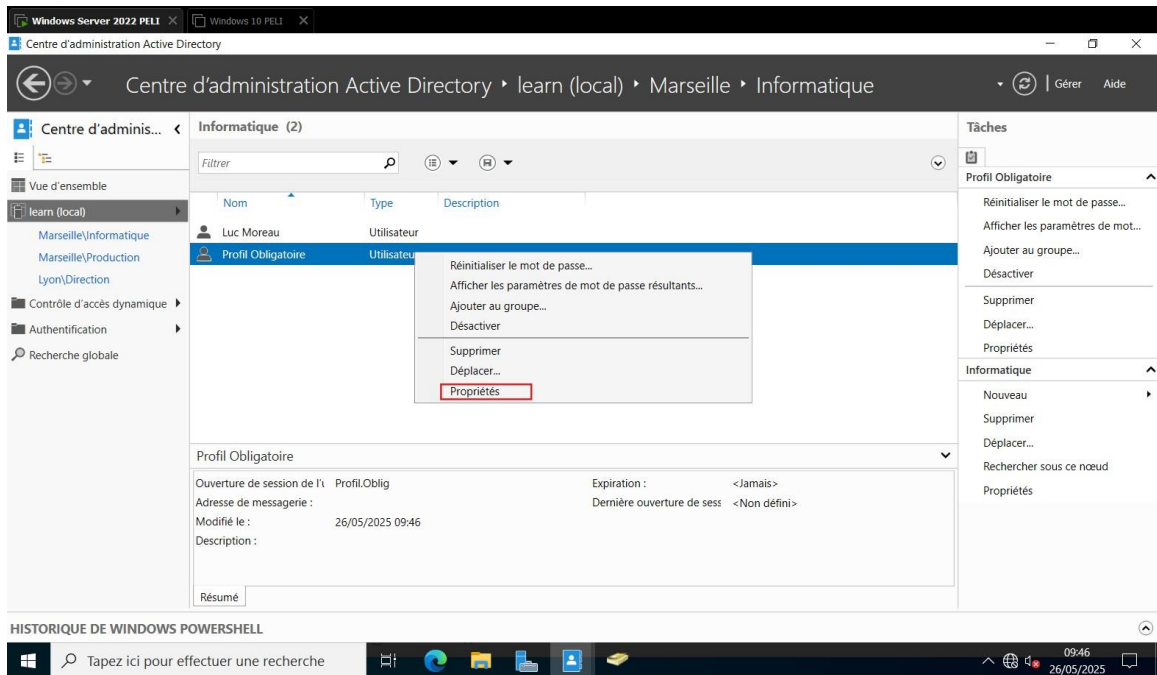 Windows Server 2022 PELI
Windows 10 PELI
Centre d'administration Active Directory
Centre d'administration Active Directory ‣ learn (local) ‣ Marseille ‣ Informatique
Gérer
Aide
Centre d'adminis...
Vue d'ensemble
learn (local)
Marseille\Informatique
Marseille\Production
Lyon\Direction
Contrôle d'accès dynamique
Authentification
Recherche globale
Informatique (2)
Filtrer
Nom Type Description
Luc Moreau Utilisateur
Profil Obligatoire Utilisateu
Réinitialiser le mot de passe...
Afficher les paramètres de mot de passe résultants...
Ajouter au groupe...
Désactiver
Supprimer
Déplacer...
Propriétés
Profil Obligatoire
Ouverture de session de l'u Profil.Oblig Expiration : <Jamais>
Adresse de messagerie : Dernière ouverture de sess <Non défini>
Modifié le : 26/05/2025 09:46
Description :
Résumé
Tâches
Profil Obligatoire
Réinitialiser le mot de passe...
Afficher les paramètres de mot...
Ajouter au groupe...
Désactiver
Supprimer
Déplacer...
Propriétés
Informatique
Nouveau
Supprimer
Déplacer...
Rechercher sous ce nœud
Propriétés
HISTORIQUE DE WINDOWS POWERSHELL
Tapez ici pour effectuer une recherche
09:46
26/05/2025